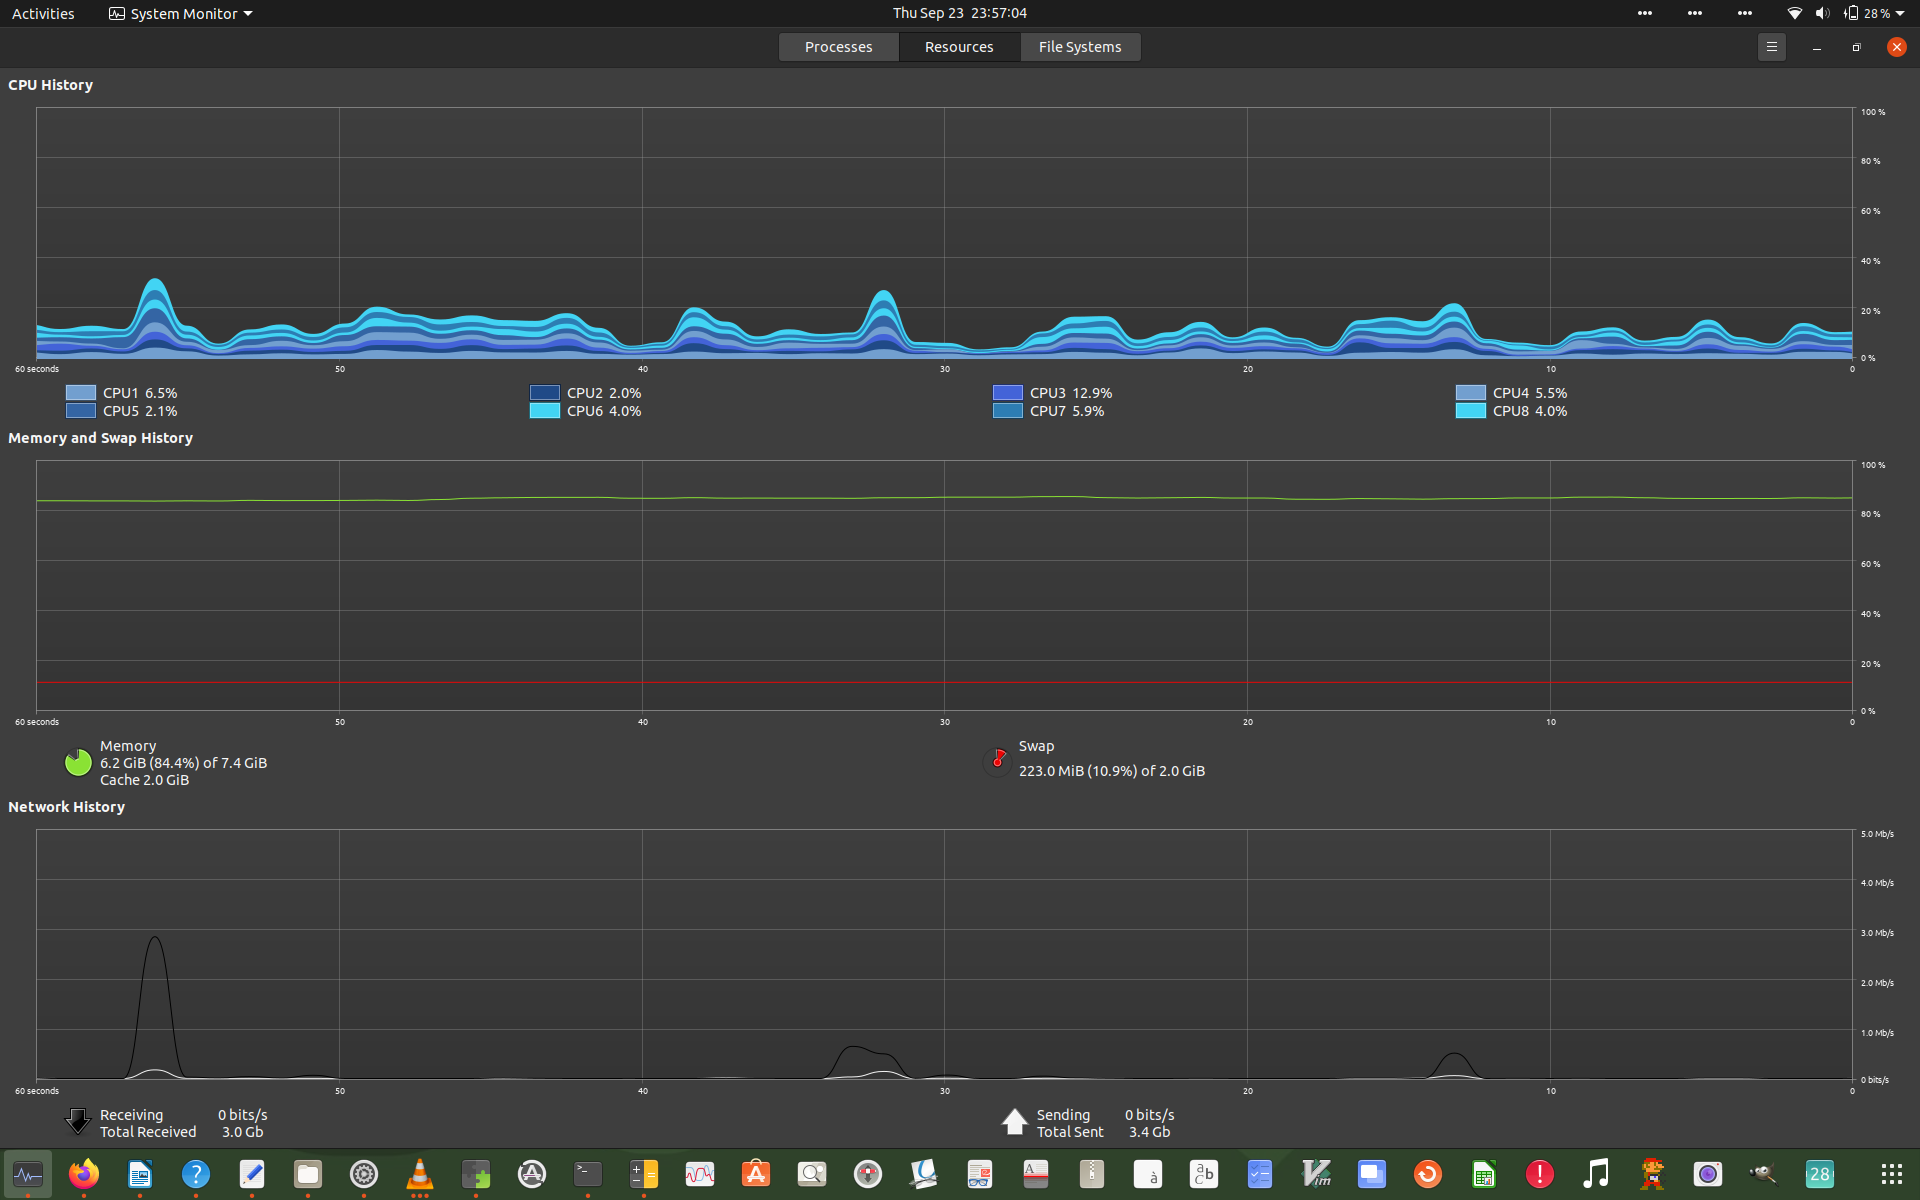 Activities
System Monitor
Thu Sep 23 23:57:04
28 %
Processes
Resources
File Systems
CPU History
100 %
80 %
60 %
40 %
20 %
0 %
60 seconds
50
40
30
20
10
0
CPU1 6.5%
CPU2 2.0%
CPU3 12.9%
CPU4 5.5%
CPU5 2.1%
CPU6 4.0%
CPU7 5.9%
CPU8 4.0%
Memory and Swap History
100 %
80 %
60 %
40 %
20 %
0 %
60 seconds
50
40
30
20
10
0
Memory
6.2 GiB (84.4%) of 7.4 GiB
Cache 2.0 GiB
Swap
223.0 MiB (10.9%) of 2.0 GiB
Network History
5.0 Mb/s
4.0 Mb/s
3.0 Mb/s
2.0 Mb/s
1.0 Mb/s
0 bits/s
60 seconds
50
40
30
20
10
0
Receiving 0 bits/s
Total Received 3.0 Gb
Sending 0 bits/s
Total Sent 3.4 Gb
?
>_
A
à
a b c
Vim
!
28